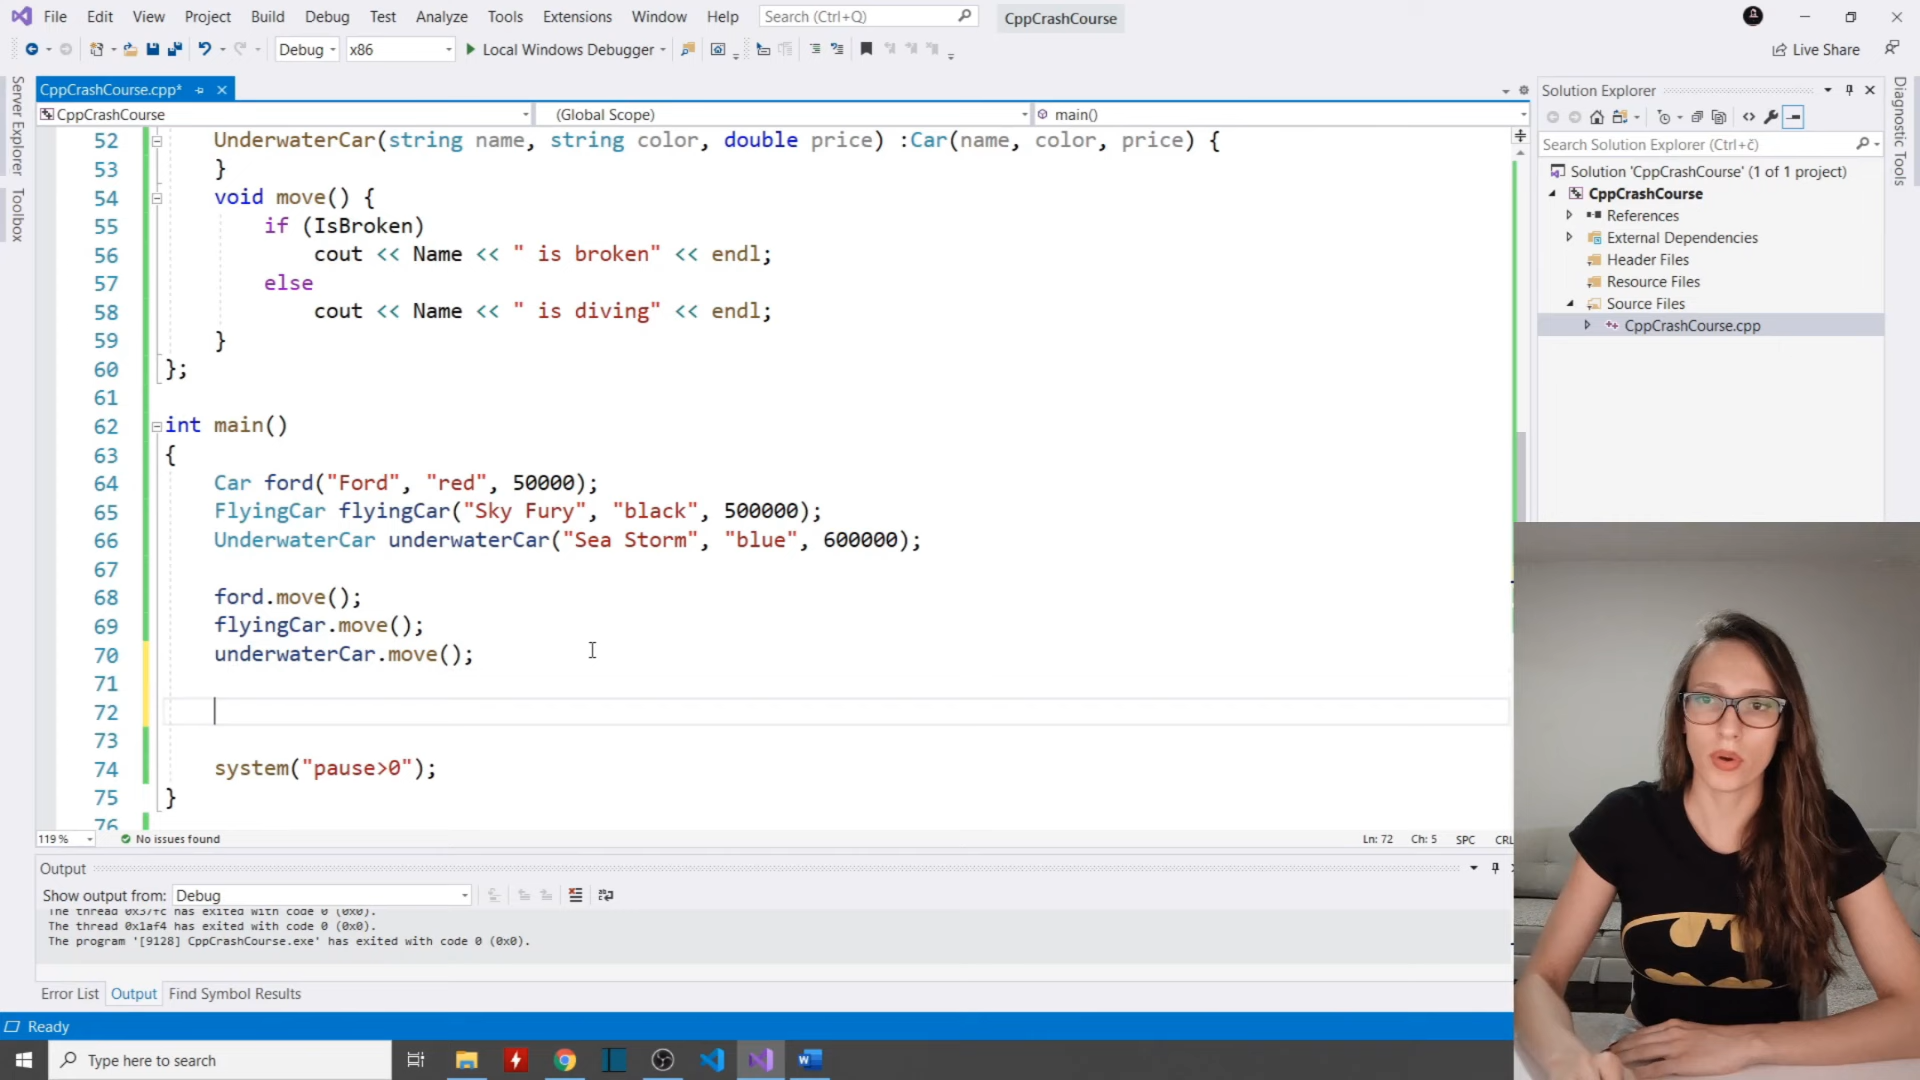 File Edit View Project Build Debug Test Analyze Tools Extensions Window Help Search (Ctrl+Q) CppCrashCourse
Debug x86 Local Windows Debugger Live Share
Server Explorer
Toolbox
CppCrashCourse.cpp*
CppCrashCourse (Global Scope) main()
52 UnderwaterCar(string name, string color, double price) :Car(name, color, price) {
53 }
54 void move() {
55 if (IsBroken)
56 cout << Name << " is broken" << endl;
57 else
58 cout << Name << " is diving" << endl;
59 }
60 };
61
62 int main()
63 {
64 Car ford("Ford", "red", 50000);
65 FlyingCar flyingCar("Sky Fury", "black", 500000);
66 UnderwaterCar underwaterCar("Sea Storm", "blue", 600000);
67
68 ford.move();
69 flyingCar.move();
70 underwaterCar.move();
71
72
73
74 system("pause>0");
75 }
76
119 % No issues found Ln: 72 Ch: 5 SPC CRL
Output
Show output from: Debug
The thread 0x37fc has exited with code 0 (0x0).
The thread 0x1af4 has exited with code 0 (0x0).
The program '[9128] CppCrashCourse.exe' has exited with code 0 (0x0).
Error List Output Find Symbol Results
Ready
Type here to search
Solution Explorer
Search Solution Explorer (Ctrl+č)
Solution 'CppCrashCourse' (1 of 1 project)
CppCrashCourse
References
External Dependencies
Header Files
Resource Files
Source Files
CppCrashCourse.cpp
Diagnostic Tools